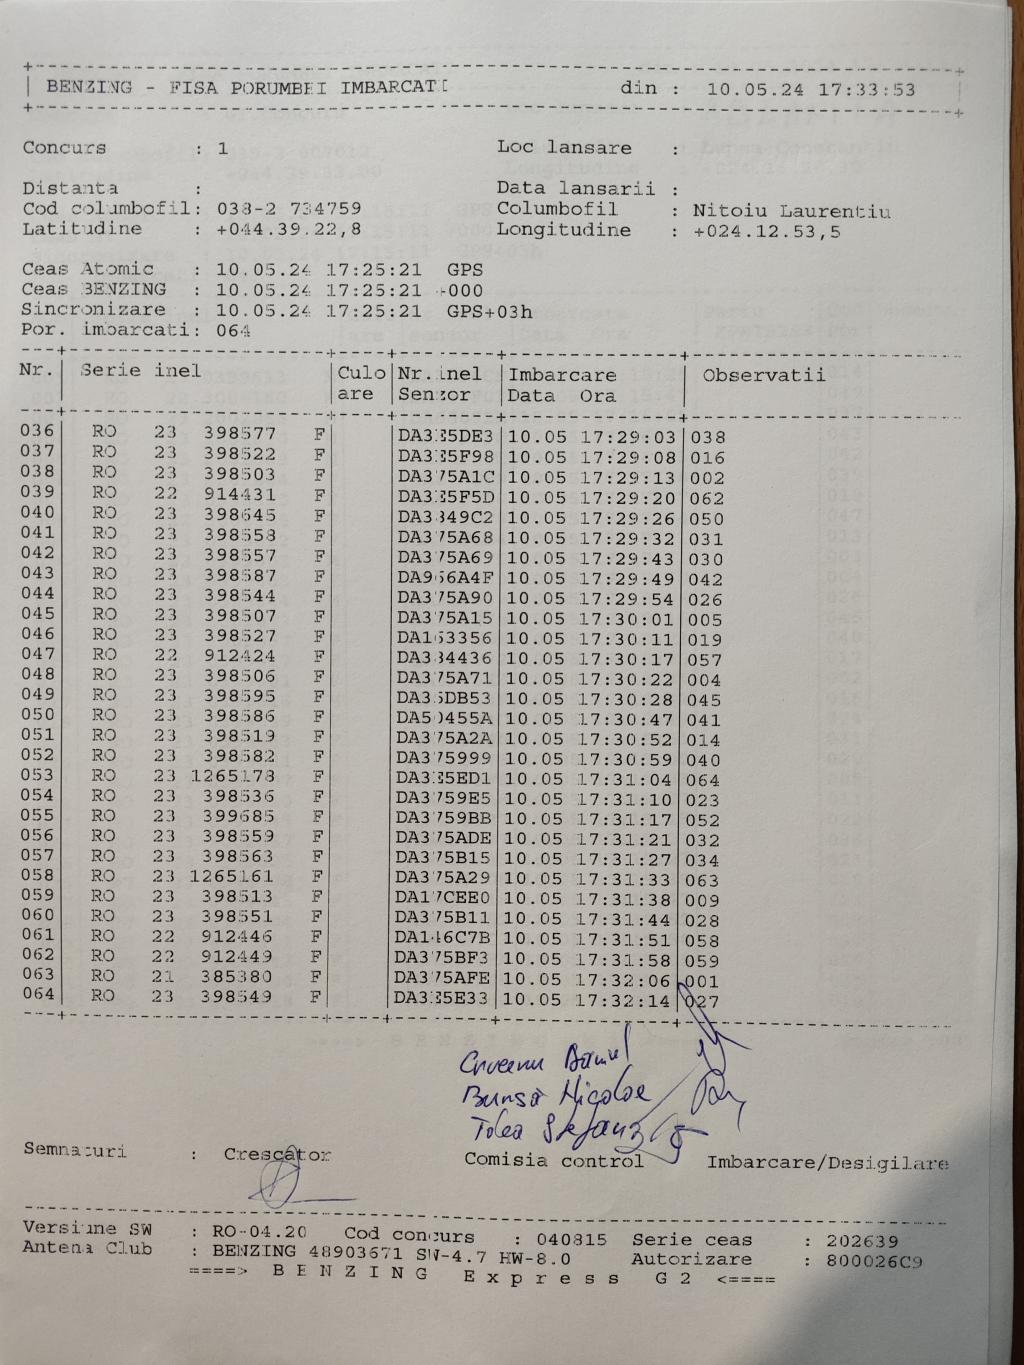 BENZING - FISA PORUMBEI IMBARCATI din : 10.05.24 17:33:53
Concurs : 1 Loc lansare :
Distanta : Data lansarii :
Cod columbofil: 038-2 734759 Columbofil : Nitoiu Laurentiu
Latitudine : +044.39.22,8 Longitudine : +024.12.53,5
Ceas Atomic : 10.05.24 17:25:21 GPS
Ceas BENZING : 10.05.24 17:25:21 +000
Sincronizare : 10.05.24 17:25:21 GPS+03h
Por. imbarcati: 064
Nr. Serie inel Culo Nr. inel Imbarcare Observatii
are Senzor Data Ora
036 RO 23 398577 F DA3E5DE3 10.05 17:29:03 038
037 RO 23 398522 F DA3E5F98 10.05 17:29:08 016
038 RO 23 398503 F DA375A1C 10.05 17:29:13 002
039 RO 22 914431 F DA3E5F5D 10.05 17:29:20 062
040 RO 23 398645 F DA3849C2 10.05 17:29:26 050
041 RO 23 398558 F DA375A68 10.05 17:29:32 031
042 RO 23 398557 F DA375A69 10.05 17:29:43 030
043 RO 23 398587 F DA966A4F 10.05 17:29:49 042
044 RO 23 398544 F DA375A90 10.05 17:29:54 026
045 RO 23 398507 F DA375A15 10.05 17:30:01 005
046 RO 23 398527 F DA163356 10.05 17:30:11 019
047 RO 22 912424 F DA384436 10.05 17:30:17 057
048 RO 23 398506 F DA375A71 10.05 17:30:22 004
049 RO 23 398595 F 10.05 17:30:28 045
050 RO 23 398586 F DA50455A 10.05 17:30:47 041
051 RO 23 398519 F DA375A2A 10.05 17:30:52 014
052 RO 23 398582 F DA375999 10.05 17:30:59 040
053 RO 23 1265178 F DA3E5ED1 10.05 17:31:04 064
054 RO 23 398536 F DA3759E5 10.05 17:31:10 023
055 RO 23 399685 F DA3759BB 10.05 17:31:17 052
056 RO 23 398559 F DA375ADE 10.05 17:31:21 032
057 RO 23 398563 F DA375B15 10.05 17:31:27 034
058 RO 23 1265161 F DA375A29 10.05 17:31:33 063
059 RO 23 398513 F DA17CEE0 10.05 17:31:38 009
060 RO 23 398551 F DA375B11 10.05 17:31:44 028
061 RO 22 912446 F DA146C7B 10.05 17:31:51 058
062 RO 22 912449 F DA375BF3 10.05 17:31:58 059
063 RO 21 385380 F DA375AFE 10.05 17:32:06 001
064 RO 23 398549 F DA3E5E33 10.05 17:32:14 027
Nicolae
Semnaturi : Crescator Comisia control Imbarcare/Desigilare
Versiune SW : RO-04.20 Cod concurs : 040815 Serie ceas : 202639
Antena Club : BENZING 48903671 SW-4.7 HW-8.0 Autorizare : 800026C9
====> B E N Z I N G E x p r e s s G 2 <====